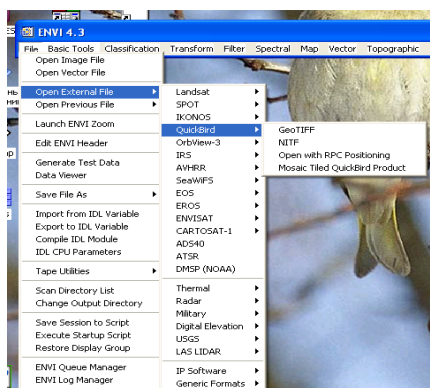 ENVI 4.3
File Basic Tools Classification Transform Filter Spectral Map Vector Topographic
Open Image File
Open Vector File
Open External File
Open Previous File
Launch ENVI Zoom
Edit ENVI Header
Generate Test Data
Data Viewer
Save File As
Import from IDL Variable
Export to IDL Variable
Compile IDL Module
IDL CPU Parameters
Tape Utilities
Scan Directory List
Change Output Directory
Save Session to Script
Execute Startup Script
Restore Display Group
ENVI Queue Manager
ENVI Log Manager
Landsat
SPOT
IKONOS
QuickBird
OrbView-3
IRS
AVHRR
SeaWiFS
EOS
EROS
ENVISAT
CARTOSAT-1
ADS40
ATSR
DMSP (NOAA)
Thermal
Radar
Military
Digital Elevation
USGS
LAS LIDAR
IP Software
Generic Formats
GeoTIFF
NITF
Open with RPC Positioning
Mosaic Tiled QuickBird Product